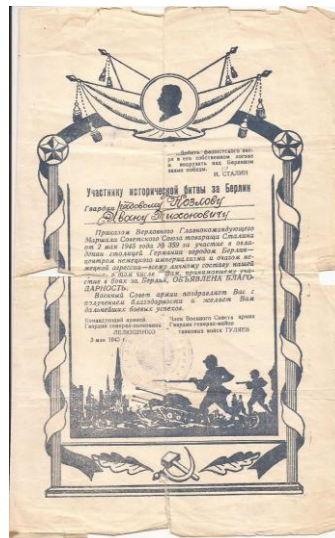 „Добить фашистского зве-
ря в его собственном логове
и водрузить над Берлином
знамя победы.
И. СТАЛИН
Участнику исторической битвы за Берлин
Гвардии рядовому Козлову
Ивану Тихоновичу
Приказом Верховного Главнокомандующего
Маршала Советского Союза товарища Сталина
от 2 мая 1945 года № 359 за участие в овла-
дении столицей Германии городом Берлин—
центром немецкого империализма и очагом не-
мецкой агрессии—всему личному составу нашей
в том числе и Вам, принимавшему уча-
стие в боях за Берлин, ОБЪЯВЛЕНА БЛАГО-
ДАРНОСТЬ.
Военный Совет армии поздравляет Вас с
получением благодарности и желает Вам
дальнейших боевых успехов.
Командующий армией
Гвардии генерал-полковник
ЛЕЛЮШЕНКО
Член Военного Совета армии
Гвардии генерал-майор
танковых войск ГУЛЯЕВ
3 мая 1945 г.